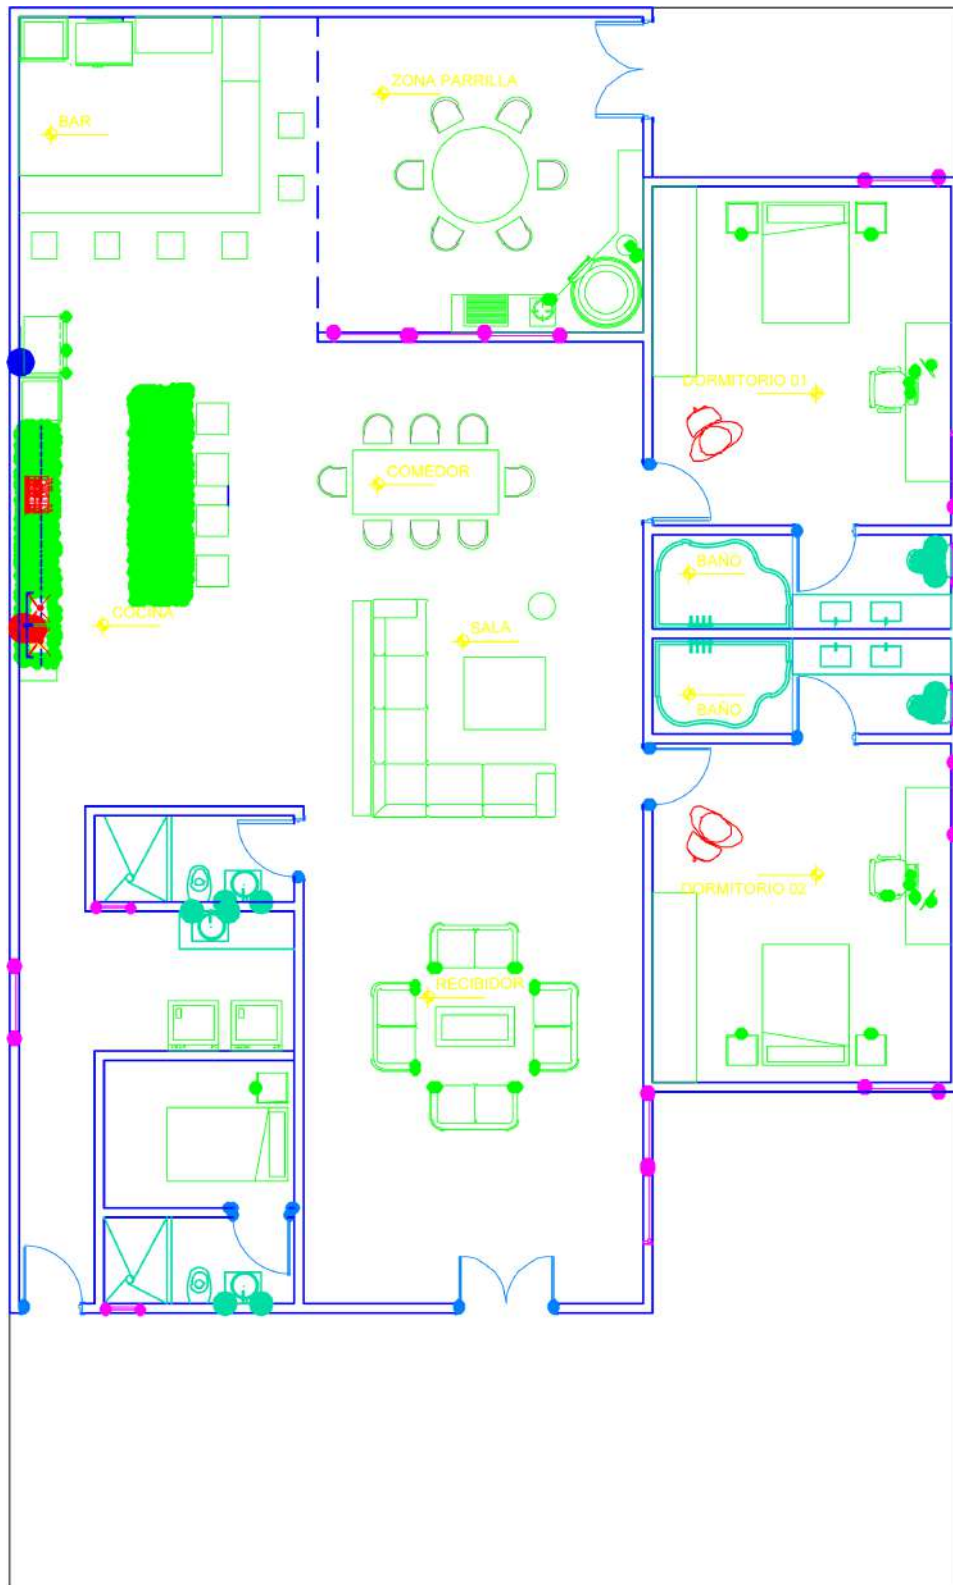 ZONA PARRILLA
BAR
DORMITORIO 01
COMEDOR
BAÑO
COCINA
SALA
BAÑO
DORMITORIO 02
RECIBIDOR